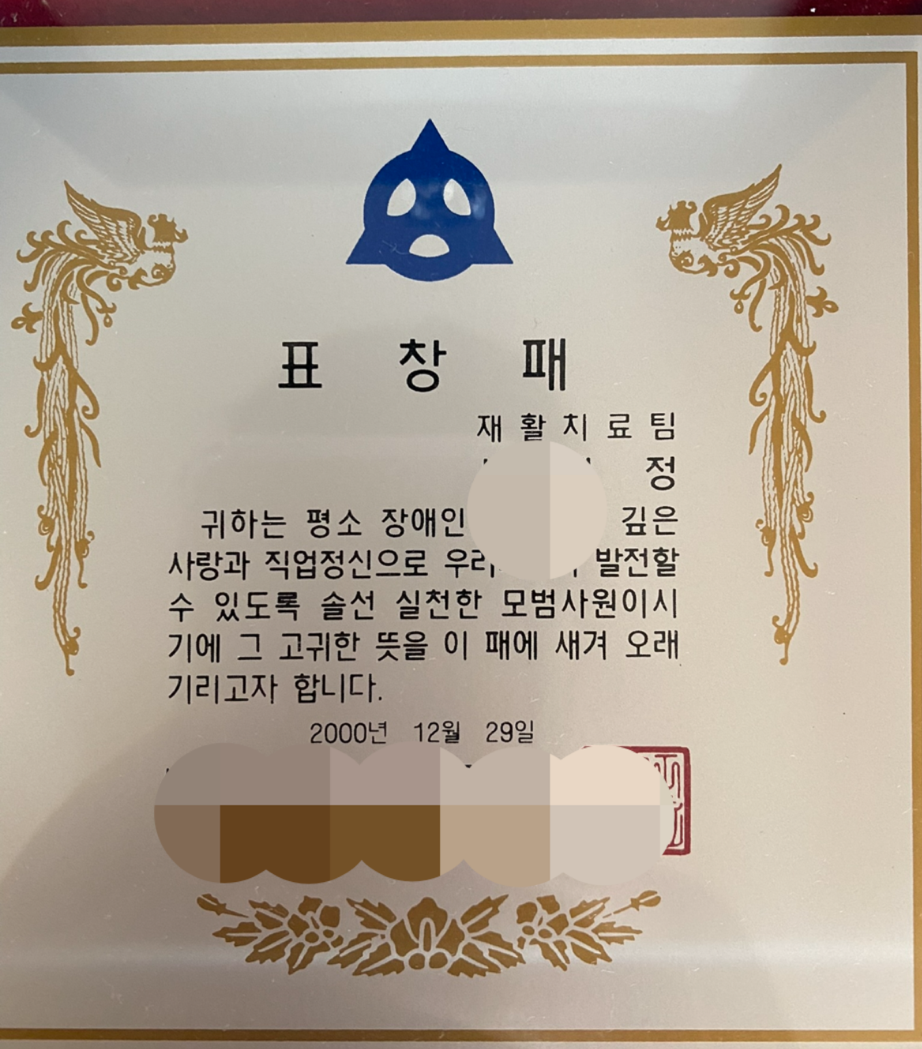 표 창 패
재 활 치 료 팀
정
귀하는 평소 장애인 깊은
사랑과 직업정신으로 발전할
수 있도록 솔선 실천한 모범사원이시
기에 그 고귀한 뜻을 이 패에 새겨 오래
기리고자 합니다.
2000년 12월 29일